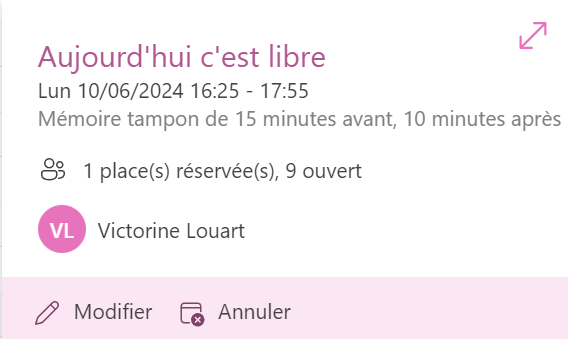 Aujourd'hui c'est libre
Lun 10/06/2024 16:25 - 17:55
Mémoire tampon de 15 minutes avant, 10 minutes après
1 place(s) réservée(s), 9 ouvert
VL Victorine Louart
Modifier Annuler